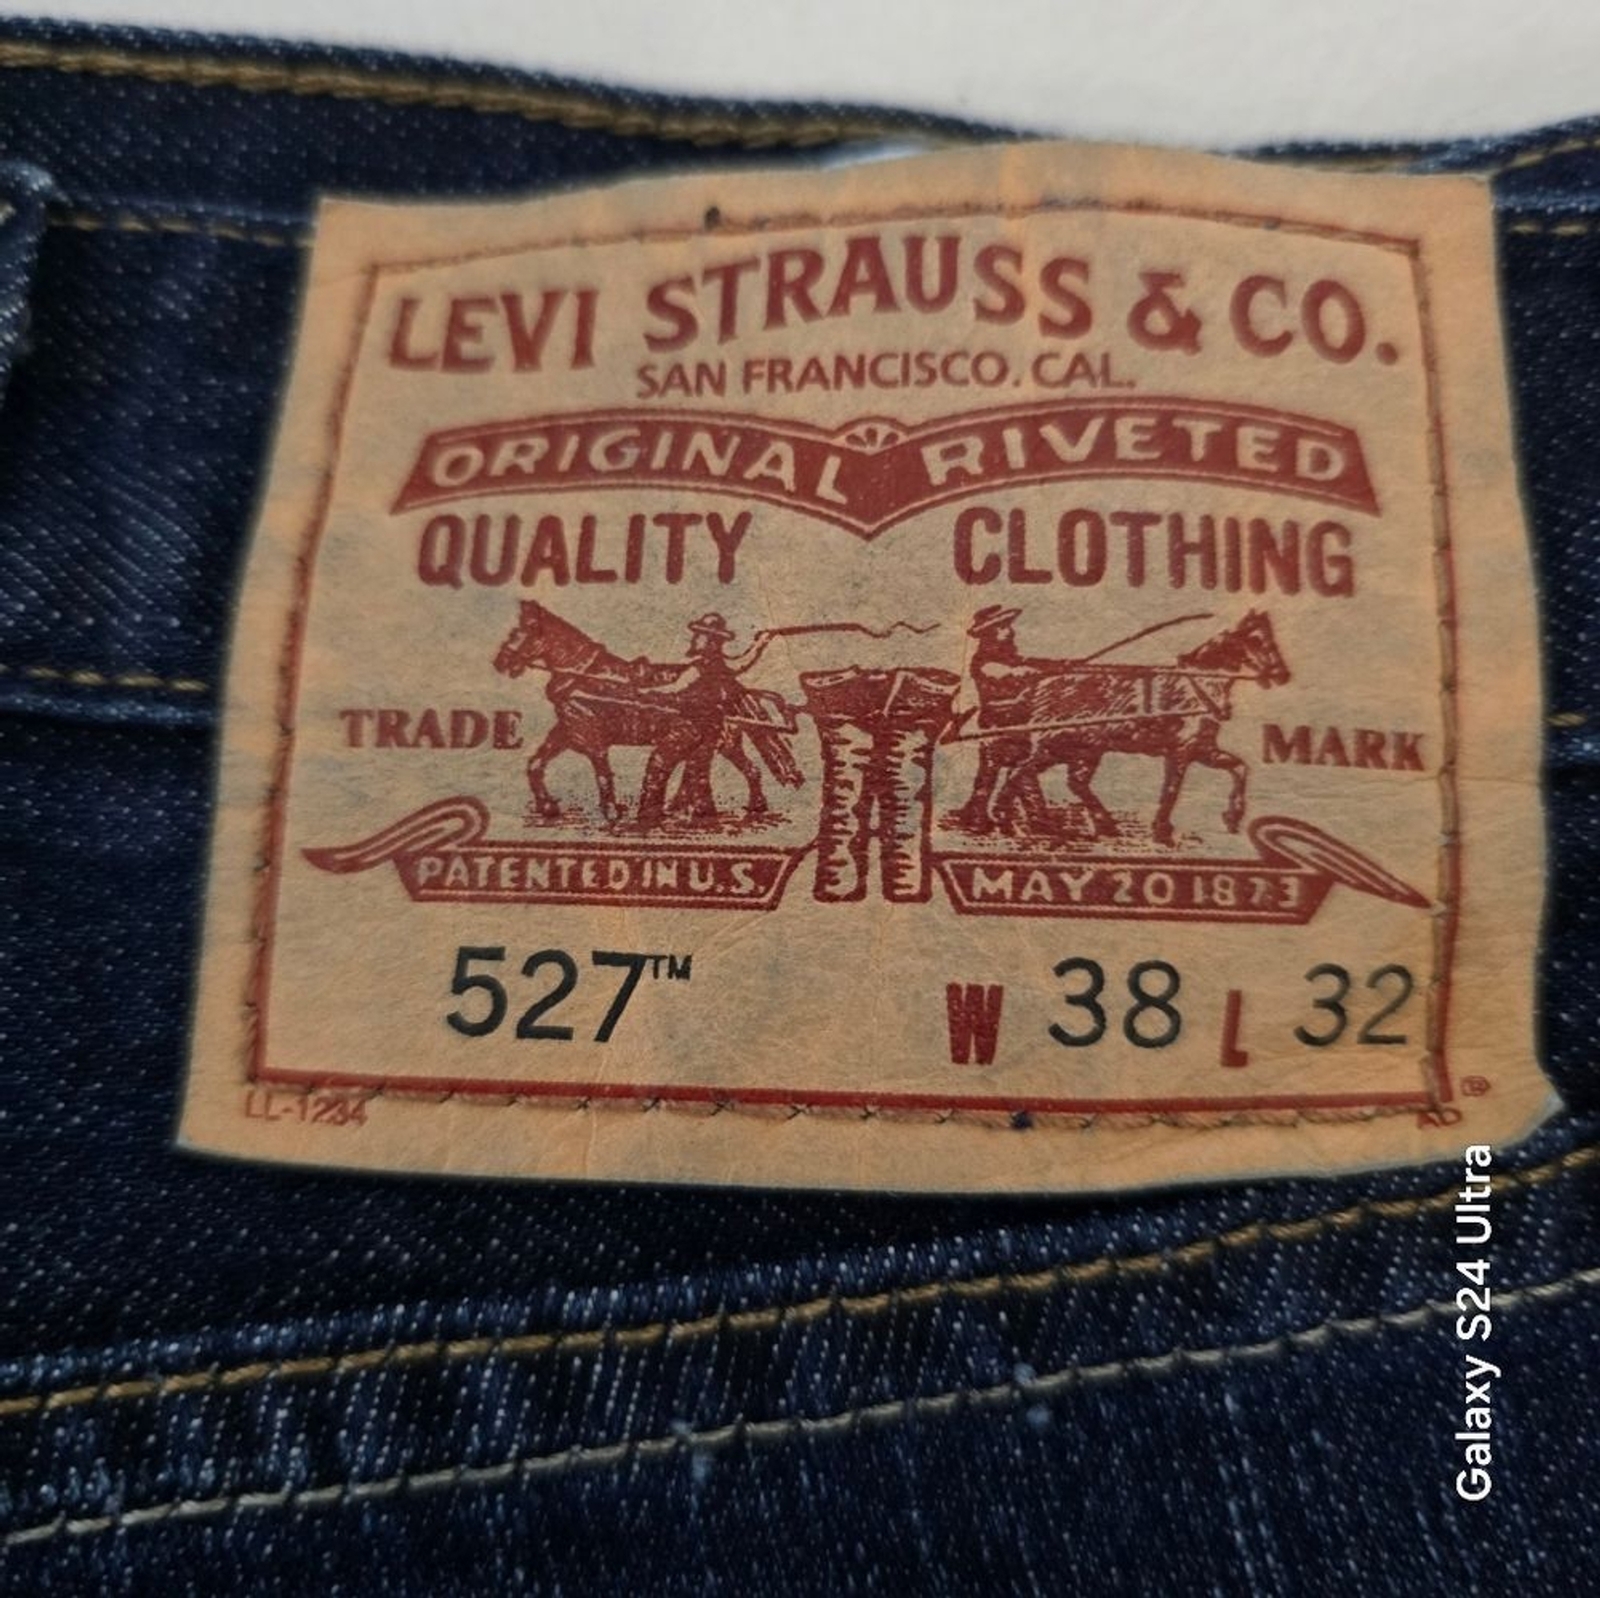 LEVI STRAUSS & CO.
SAN FRANCISCO, CAL.
ORIGINAL RIVETED
QUALITY CLOTHING
TRADE MARK
PATENTED IN U.S. MAY 20 1873
527™ W 38 L 32
LL-1234 ®
AD
Galaxy S24 Ultra